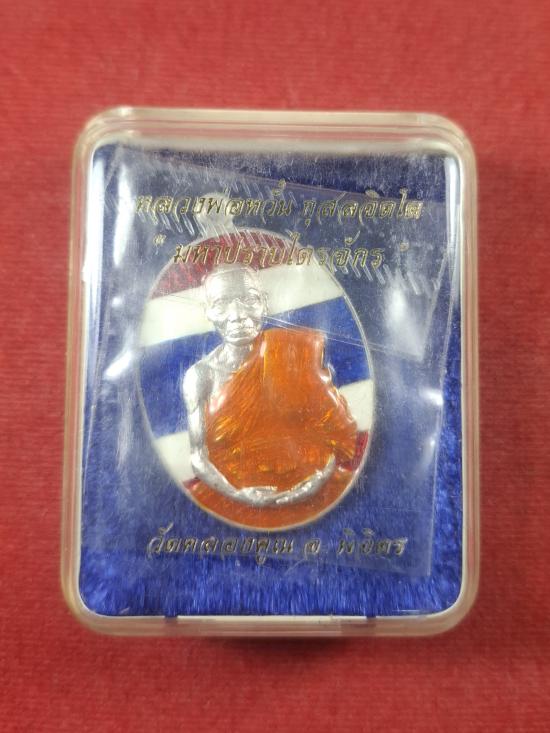 หลวงพ่อหวั่น กุสลจิตโต
"มหาปราบไตรจักร"
วัดคลองคูณ จ. พิจิตร